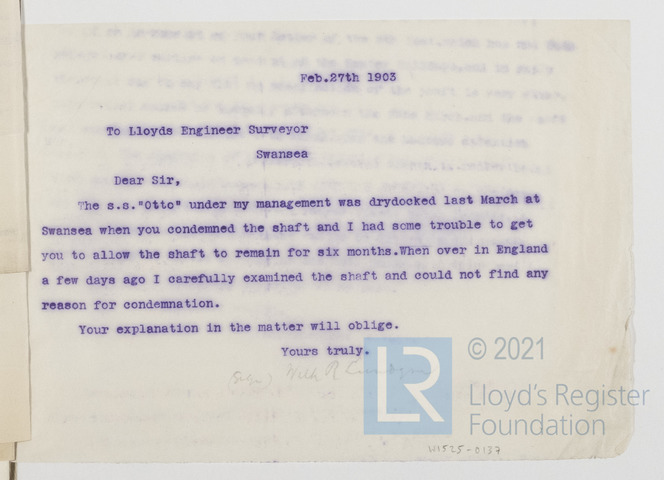 Feb.27th 1903
To Lloyds Engineer Surveyor
Swansea
Dear Sir,
The s.s."Otto" under my management was drydocked last March at
Swansea when you condemned the shaft and I had some trouble to get
you to allow the shaft to remain for six months.When over in England
a few days ago I carefully examined the shaft and could not find any
reason for condemnation.
Your explanation in the matter will oblige.
Yours truly.
LR
© 2021
Lloyd's Register
Foundation
W1525-0137